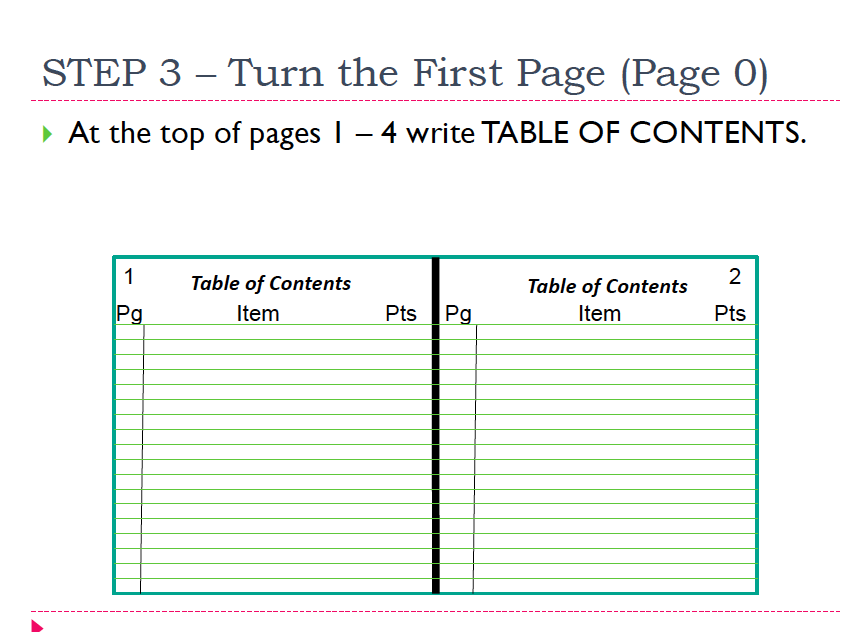 STEP 3 – Turn the First Page (Page 0)
At the top of pages 1 – 4 write TABLE OF CONTENTS.
1 Table of Contents
Pg Item Pts
Table of Contents 2
Pg Item Pts